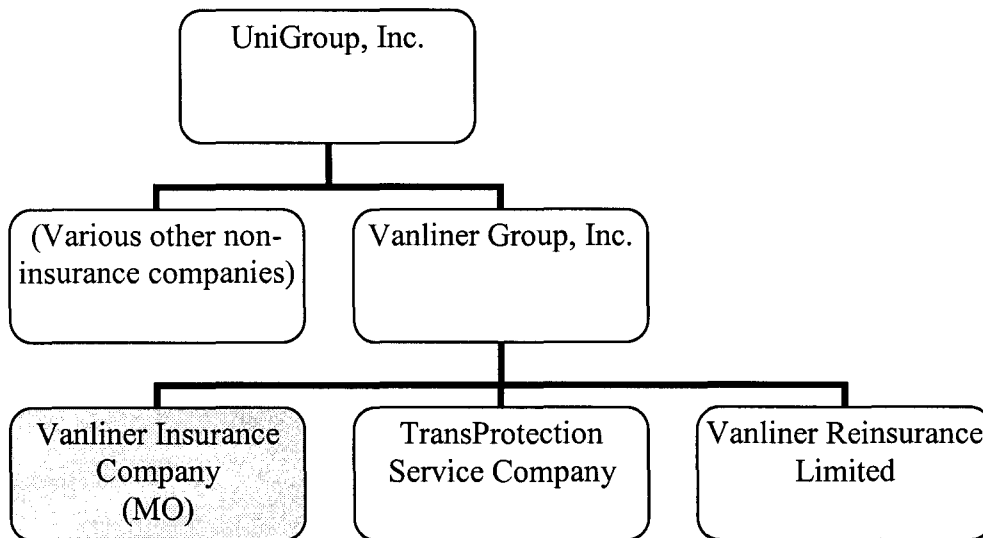 UniGroup, Inc.
(Various other non-
insurance companies)
Vanliner Group, Inc.
Vanliner Insurance
Company
(MO)
TransProtection
Service Company
Vanliner Reinsurance
Limited